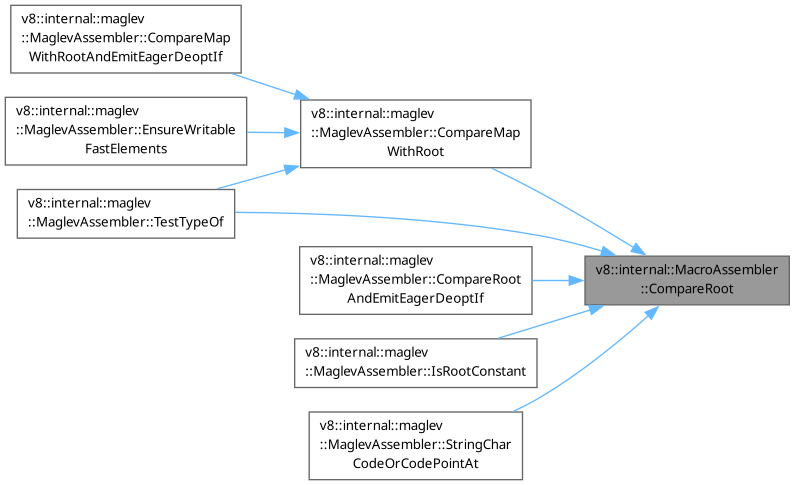 v8::internal::maglev
::MaglevAssembler::CompareMap
WithRootAndEmitEagerDeoptIf
v8::internal::maglev
::MaglevAssembler::EnsureWritable
FastElements
v8::internal::maglev
::MaglevAssembler::TestTypeOf
v8::internal::maglev
::MaglevAssembler::CompareMap
WithRoot
v8::internal::maglev
::MaglevAssembler::CompareRoot
AndEmitEagerDeoptIf
v8::internal::maglev
::MaglevAssembler::IsRootConstant
v8::internal::maglev
::MaglevAssembler::StringChar
CodeOrCodePointAt
v8::internal::MacroAssembler
::CompareRoot